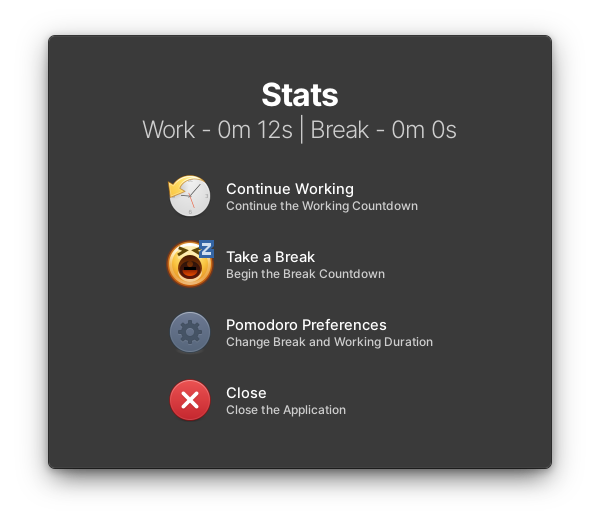 Stats
Work - 0m 12s | Break - 0m 0s
Continue Working
Continue the Working Countdown
Z
Take a Break
Begin the Break Countdown
Pomodoro Preferences
Change Break and Working Duration
Close
Close the Application